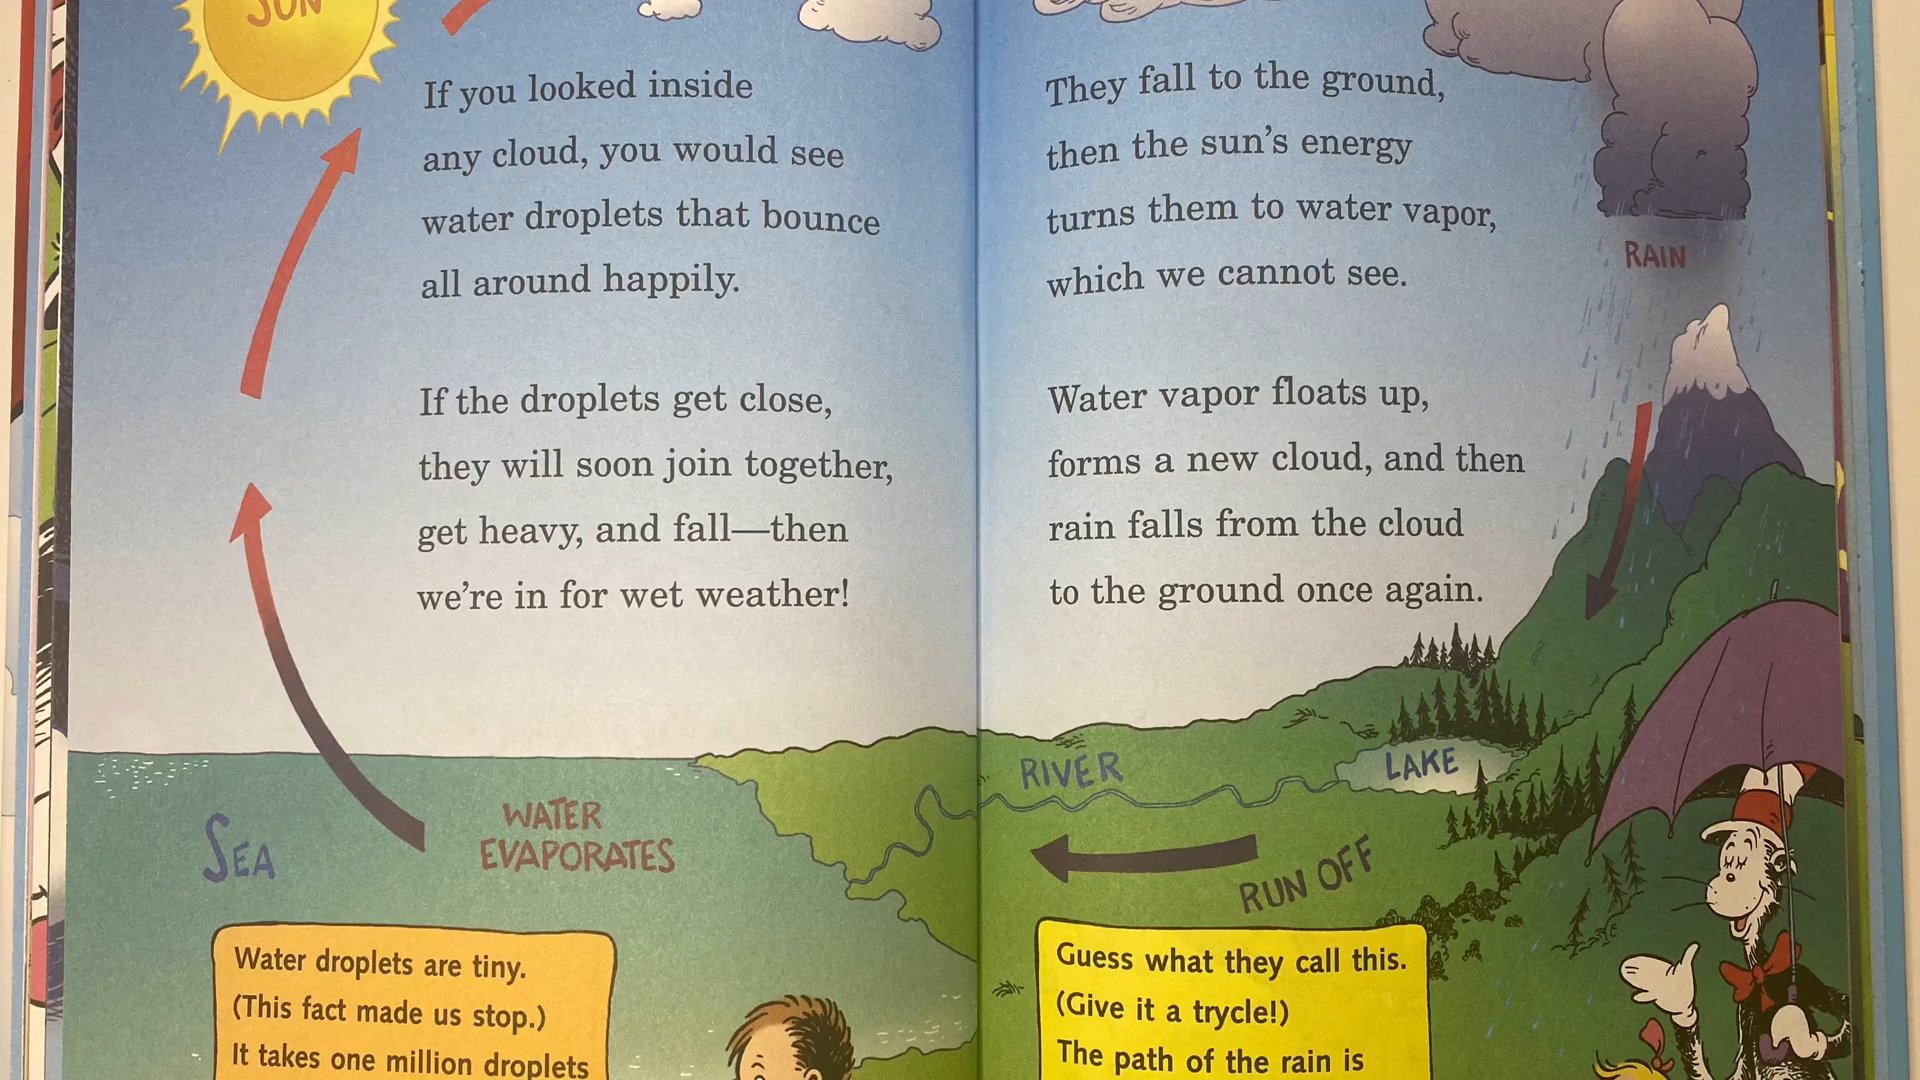 SUN
If you looked inside
any cloud, you would see
water droplets that bounce
all around happily.
If the droplets get close,
they will soon join together,
get heavy, and fall—then
we're in for wet weather!
SEA
WATER
EVAPORATES
Water droplets are tiny.
(This fact made us stop.)
It takes one million droplets
They fall to the ground,
then the sun's energy
turns them to water vapor,
which we cannot see.
Water vapor floats up,
forms a new cloud, and then
rain falls from the cloud
to the ground once again.
RAIN
RIVER
LAKE
RUN OFF
Guess what they call this.
(Give it a trycle!)
The path of the rain is